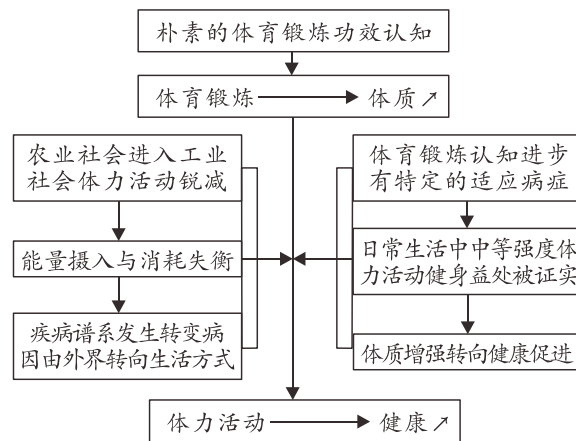 朴素的体育锻炼功效认知
体育锻炼 体质↗
农业社会进入工业
社会体力活动锐减
能量摄入与消耗失衡
疾病谱系发生转变病
因由外界转向生活方式
体育锻炼认知进步
有特定的适应病症
日常生活中中等强度体
力活动健身益处被证实
体质增强转向健康促进
体力活动 健康↗